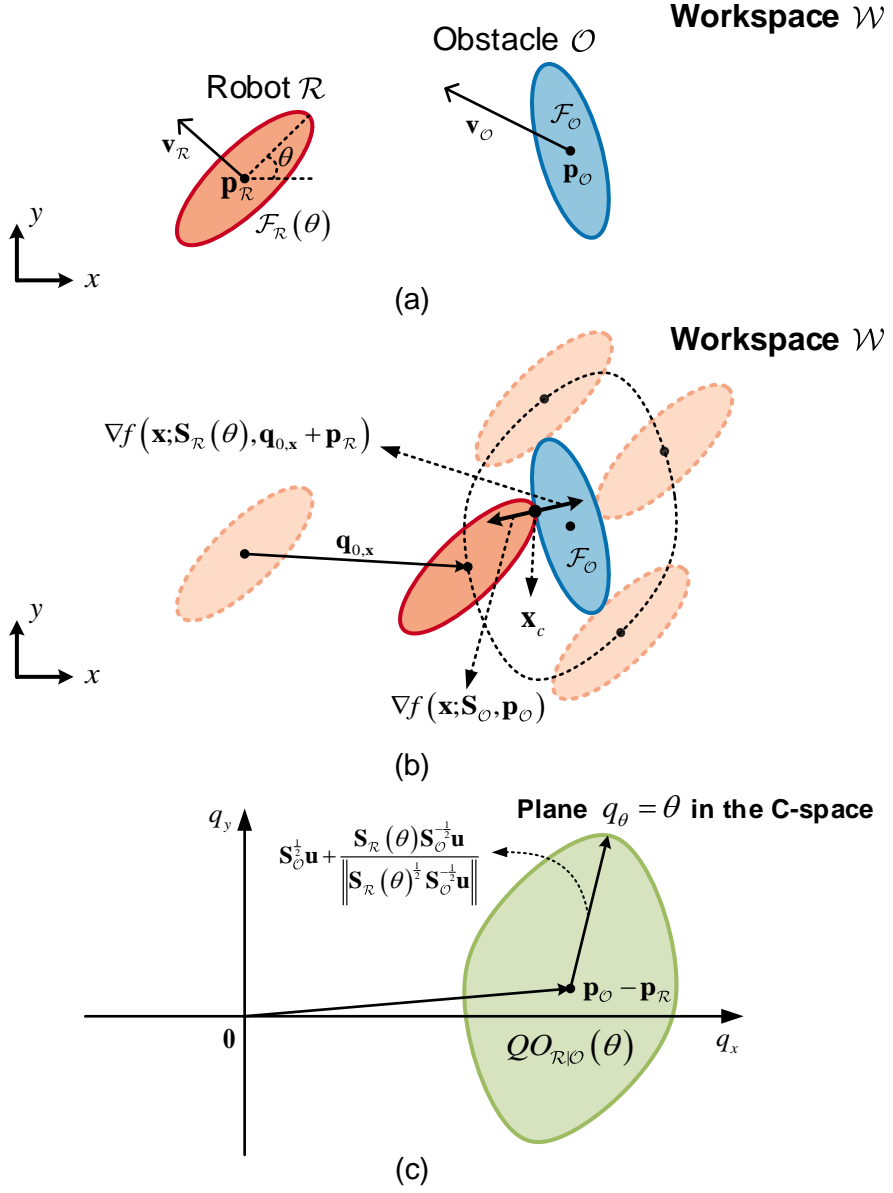 Workspace 𝒲
Obstacle 𝒪
Robot ℛ
ℱ_𝒪
v_ℛ
v_𝒪
θ
p_ℛ
p_𝒪
ℱ_ℛ(θ)
y
x
(a)
Workspace 𝒲
∇f(x;S_ℛ(θ),q_{0,x}+p_ℛ)
q_{0,x}
ℱ_𝒪
x_c
y
x
∇f(x;S_𝒪,p_𝒪)
(b)
Plane q_θ = θ in the C-space
q_y
S_𝒪^{1/2}u + S_ℛ(θ)S_𝒪^{-1/2}u / ‖S_ℛ(θ)^{1/2} S_𝒪^{-1/2}u‖
p_𝒪 − p_ℛ
0
QO_{ℛ|𝒪}(θ)
q_x
(c)